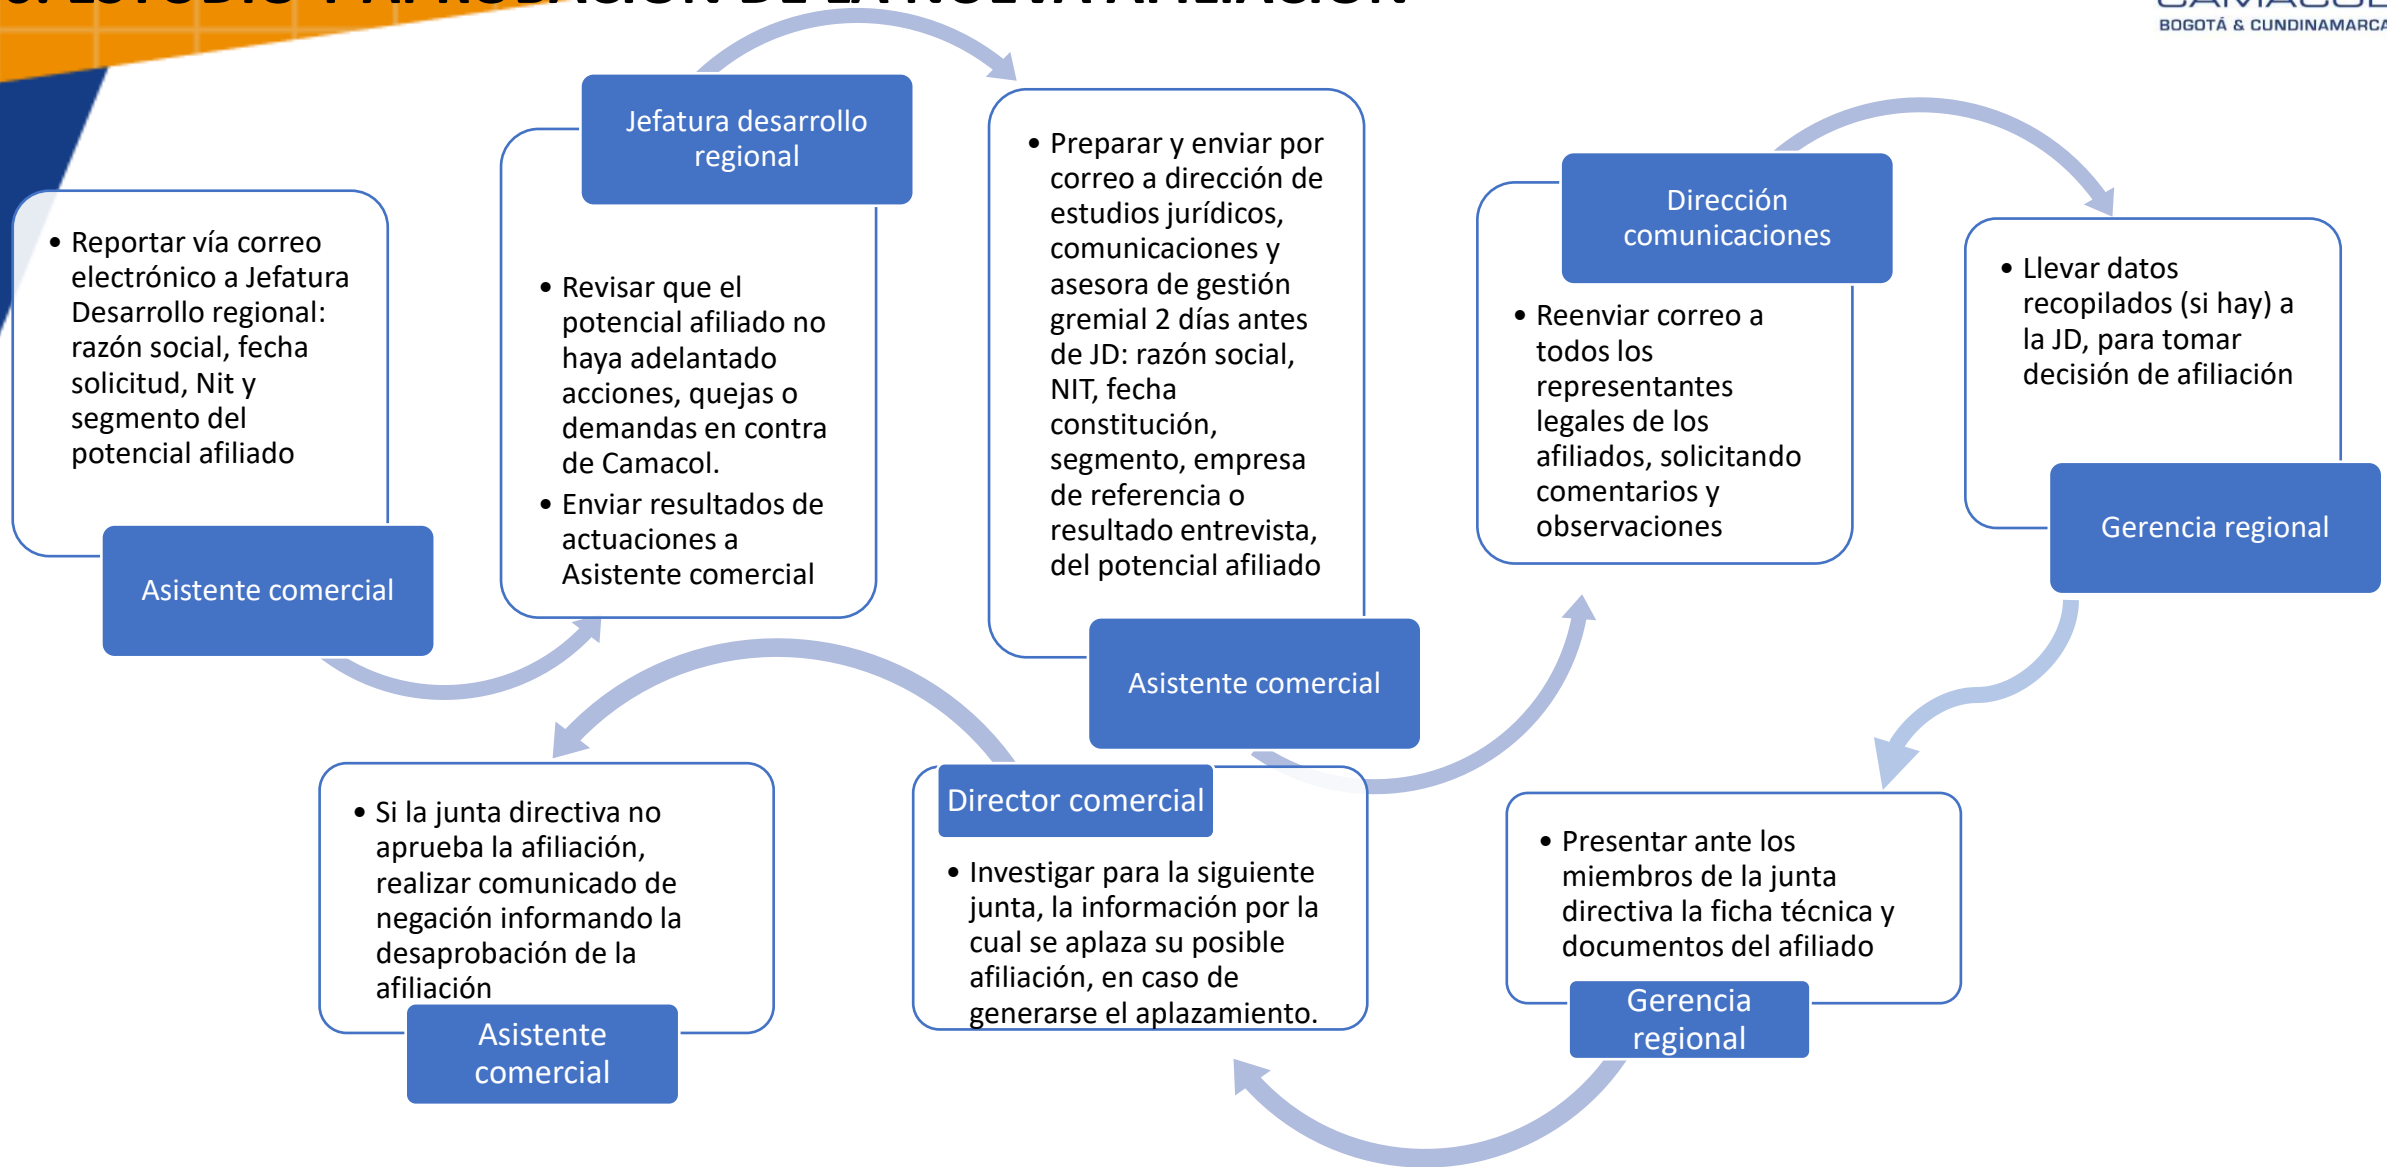 ESTUDIO Y APROBACIÓN DE LA NUEVA AFILIACIÓN
CAMACOL
BOGOTÁ & CUNDINAMARCA
• Reportar vía correo
electrónico a Jefatura
Desarrollo regional:
razón social, fecha
solicitud, Nit y
segmento del
potencial afiliado
Asistente comercial
Jefatura desarrollo
regional
• Revisar que el
potencial afiliado no
haya adelantado
acciones, quejas o
demandas en contra
de Camacol.
• Enviar resultados de
actuaciones a
Asistente comercial
• Preparar y enviar por
correo a dirección de
estudios jurídicos,
comunicaciones y
asesora de gestión
gremial 2 días antes
de JD: razón social,
NIT, fecha
constitución,
segmento, empresa
de referencia o
resultado entrevista,
del potencial afiliado
Asistente comercial
Dirección
comunicaciones
• Reenviar correo a
todos los
representantes
legales de los
afiliados, solicitando
comentarios y
observaciones
• Llevar datos
recopilados (si hay) a
la JD, para tomar
decisión de afiliación
Gerencia regional
• Presentar ante los
miembros de la junta
directiva la ficha técnica y
documentos del afiliado
Gerencia
regional
Director comercial
• Investigar para la siguiente
junta, la información por la
cual se aplaza su posible
afiliación, en caso de
generarse el aplazamiento.
• Si la junta directiva no
aprueba la afiliación,
realizar comunicado de
negación informando la
desaprobación de la
afiliación
Asistente
comercial